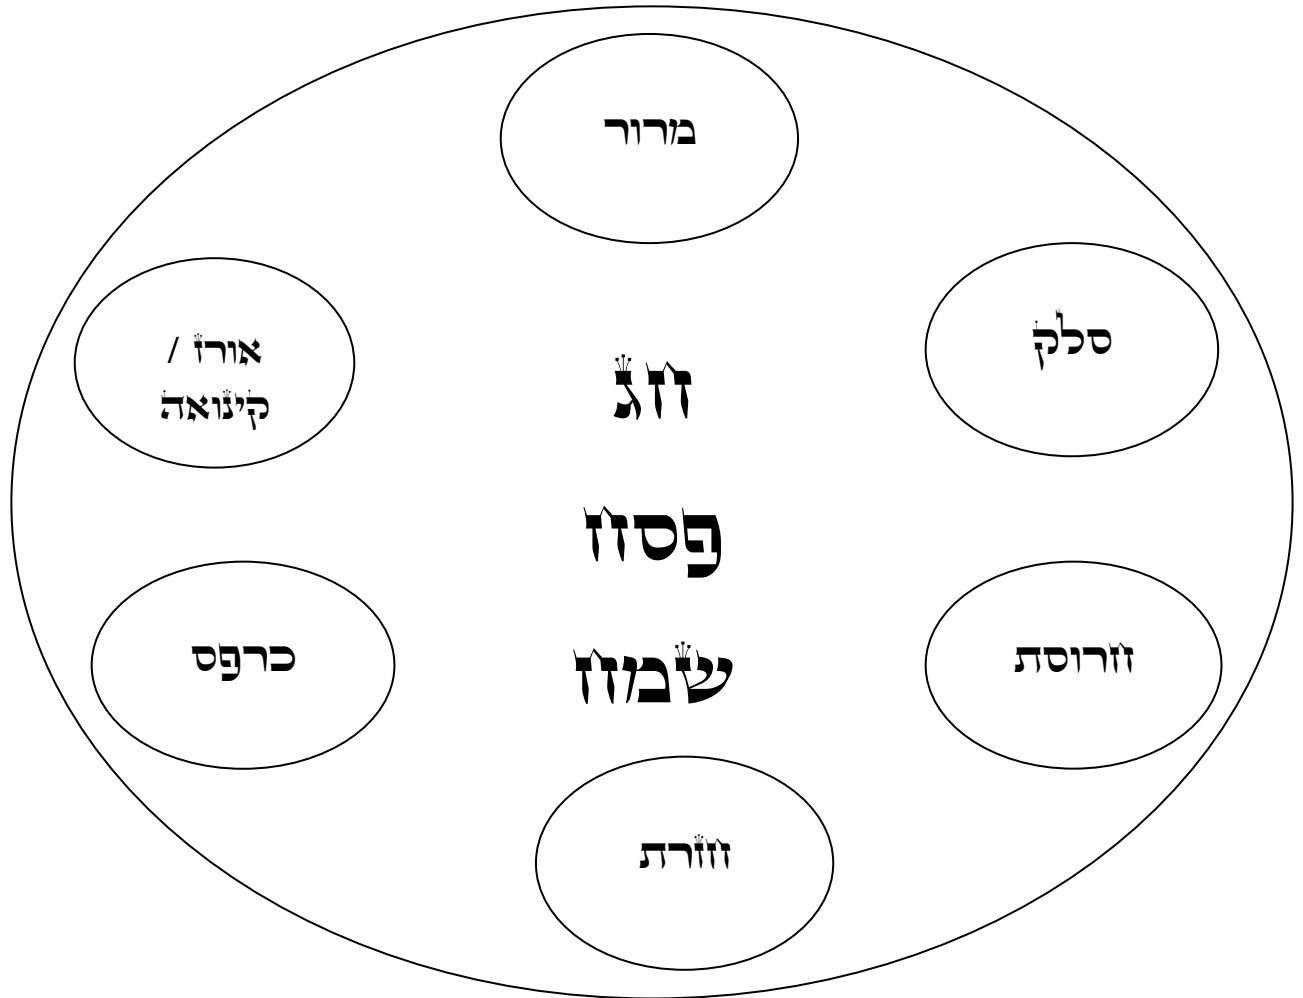 מרור
סלק
אורז /
קינואה
חג
פסח
שמח
חרוסת
כרפס
חזרת